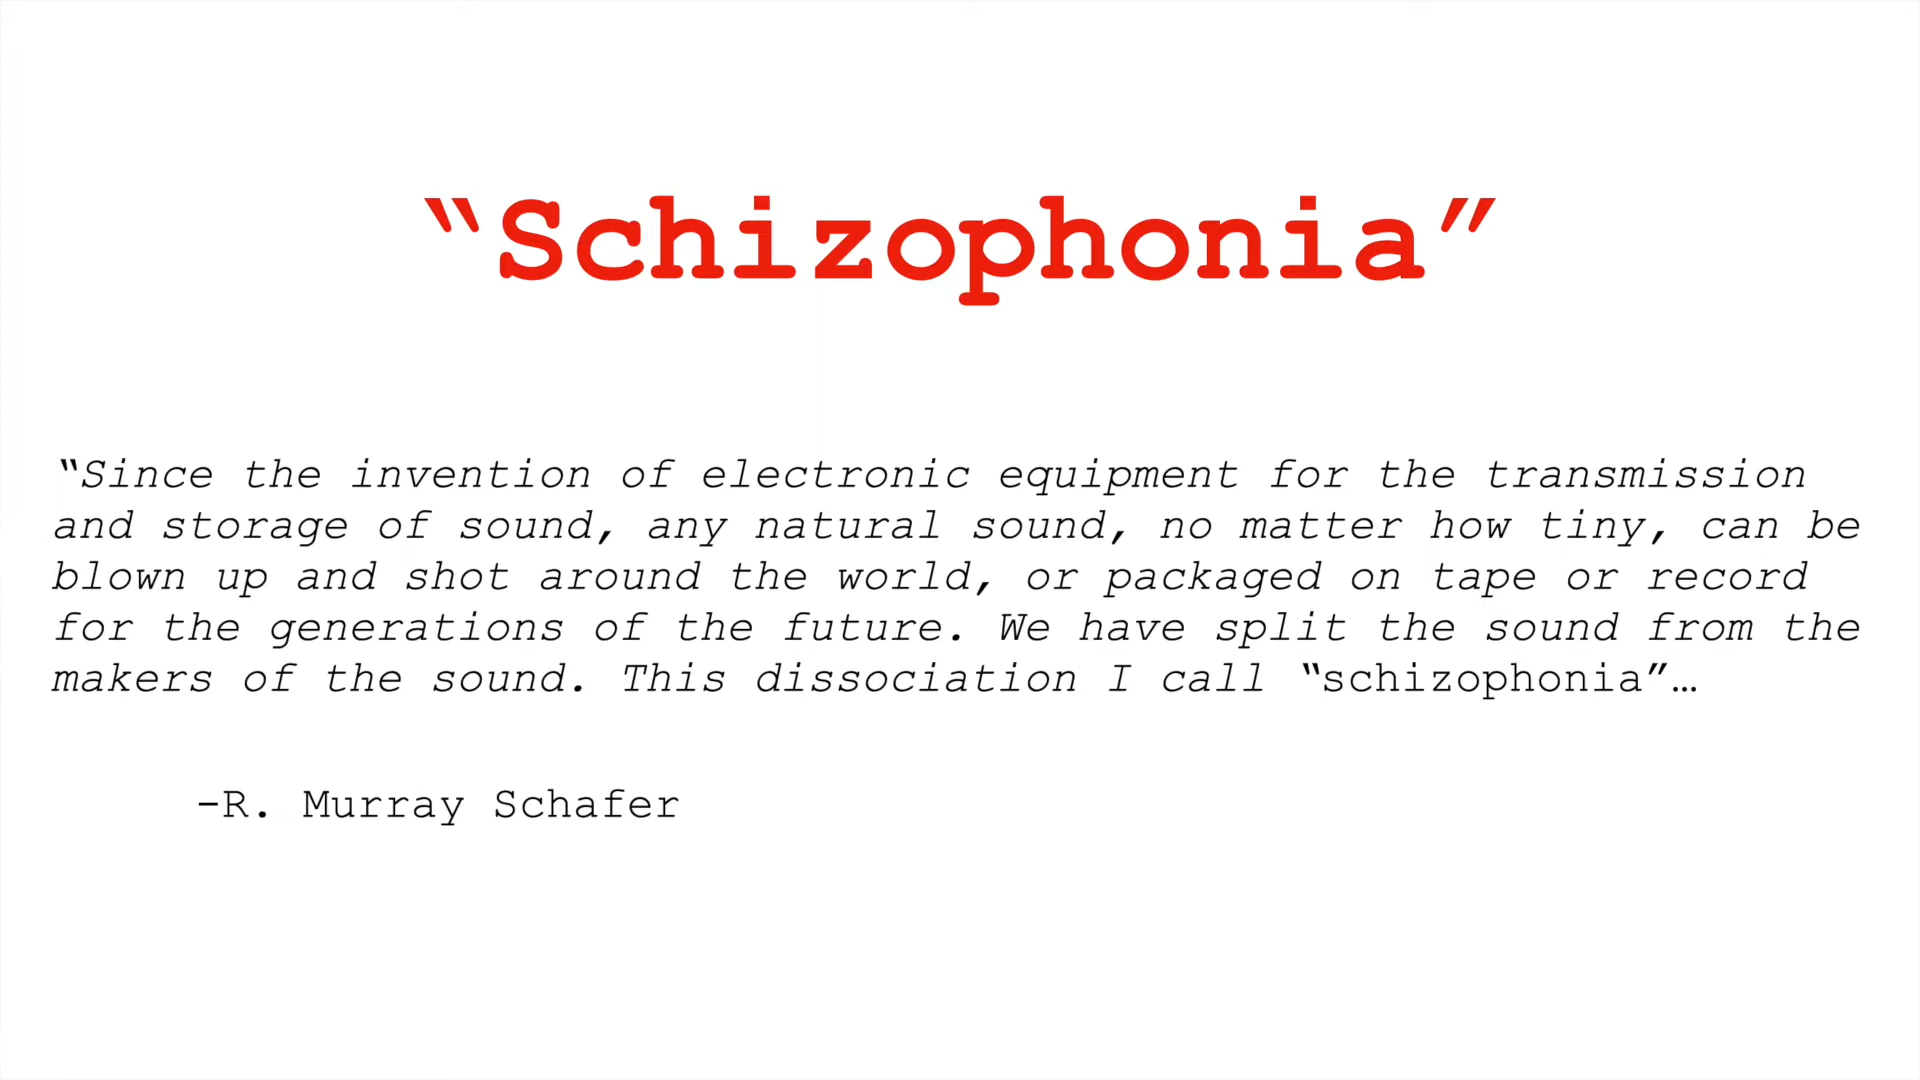 “Schizophonia”
“Since the invention of electronic equipment for the transmission
and storage of sound, any natural sound, no matter how tiny, can be
blown up and shot around the world, or packaged on tape or record
for the generations of the future. We have split the sound from the
makers of the sound. This dissociation I call “schizophonia”…
-R. Murray Schafer